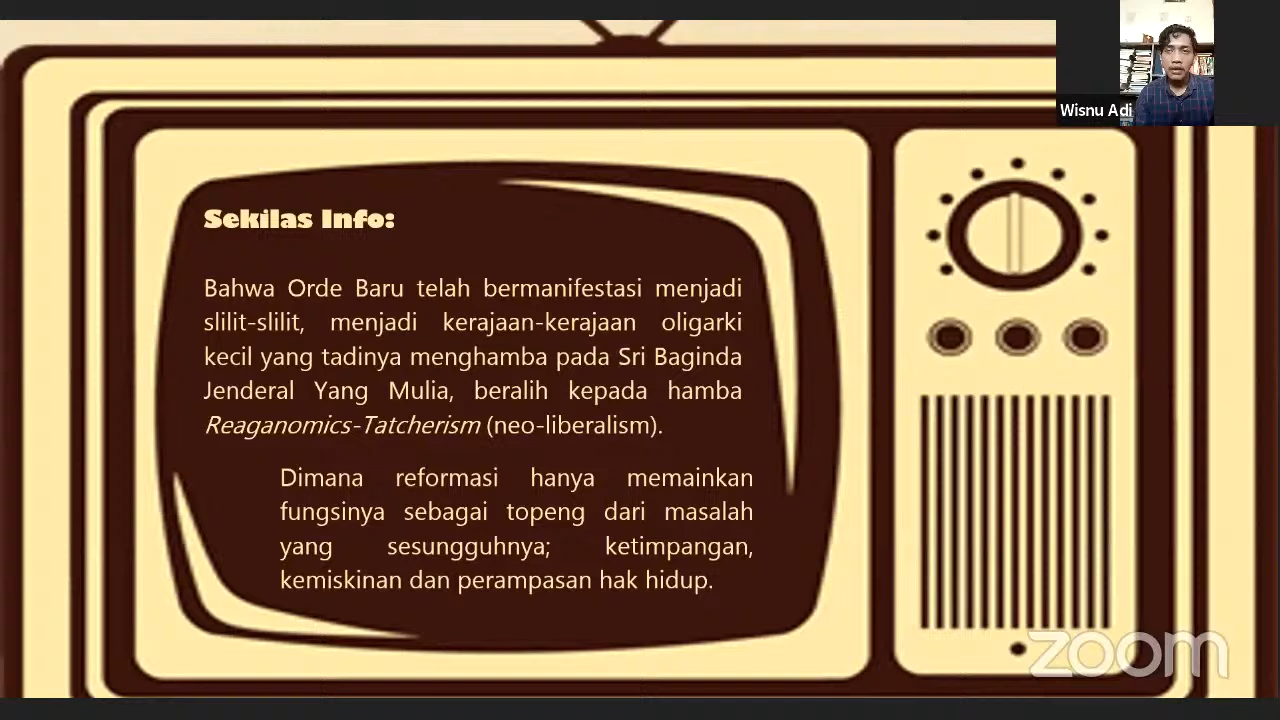 Wisnu Adi
Sekilas Info:
Bahwa Orde Baru telah bermanifestasi menjadi
slilit-slilit, menjadi kerajaan-kerajaan oligarki
kecil yang tadinya menghamba pada Sri Baginda
Jenderal Yang Mulia, beralih kepada hamba
Reaganomics-Tatcherism (neo-liberalism).
Dimana reformasi hanya memainkan
fungsinya sebagai topeng dari masalah
yang sesungguhnya; ketimpangan,
kemiskinan dan perampasan hak hidup.
zoom